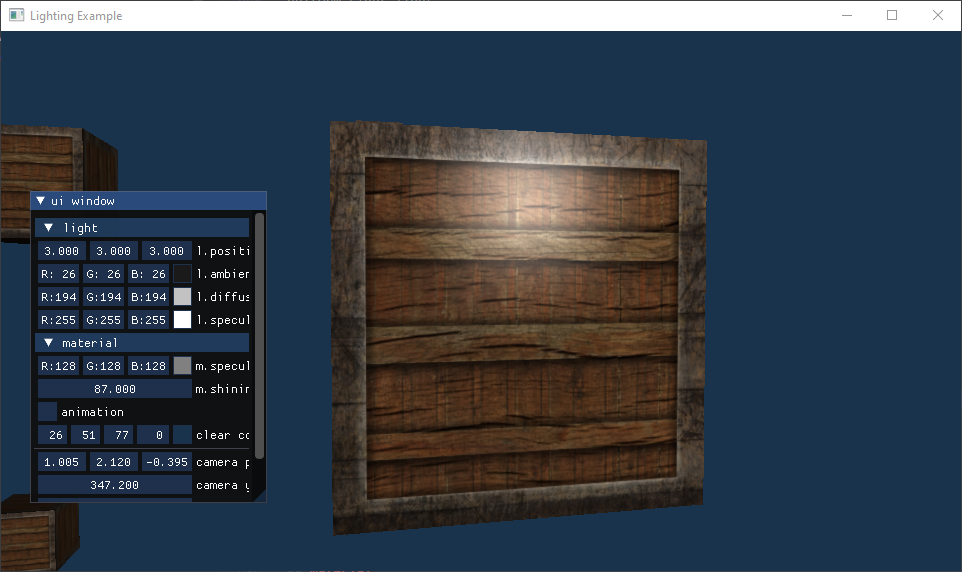 Lighting Example
ui window
light
3.000 3.000 3.000 l.positi
R: 26 G: 26 B: 26 l.ambien
R:194 G:194 B:194 l.diffus
R:255 G:255 B:255 l.specul
material
R:128 G:128 B:128 m.specul
87.000 m.shinin
animation
26 51 77 0 clear co
1.005 2.120 -0.395 camera p
347.200 camera y